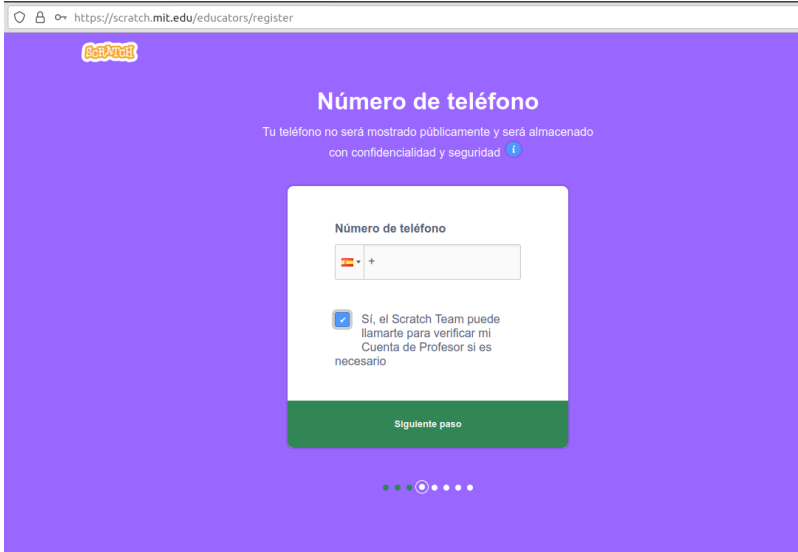 https://scratch.mit.edu/educators/register
SCRATCH
Número de teléfono
Tu teléfono no será mostrado públicamente y será almacenado
con confidencialidad y seguridad i
Número de teléfono
+
Sí, el Scratch Team puede
llamarte para verificar mi
Cuenta de Profesor si es
necesario
Siguiente paso